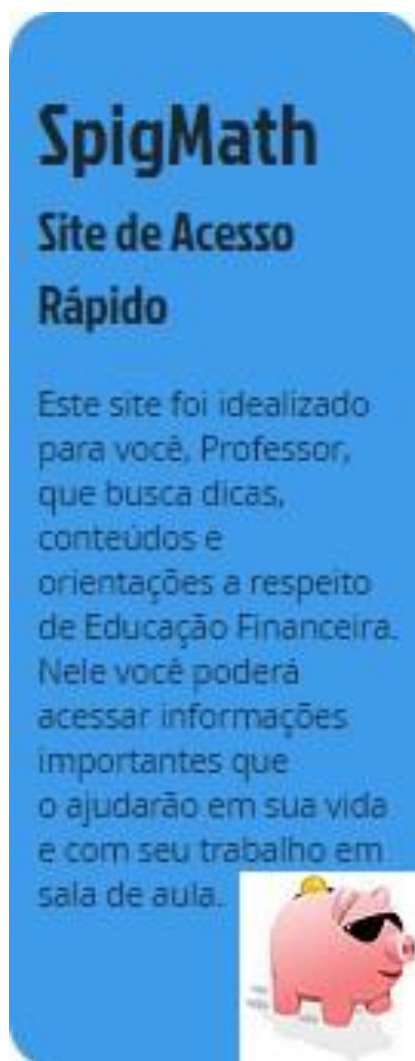 SpigMath
Site de Acesso
Rápido
Este site foi idealizado
para você, Professor,
que busca dicas,
conteúdos e
orientações a respeito
de Educação Financeira.
Nele você poderá
acessar informações
importantes que
o ajudarão em sua vida
e com seu trabalho em
sala de aula.